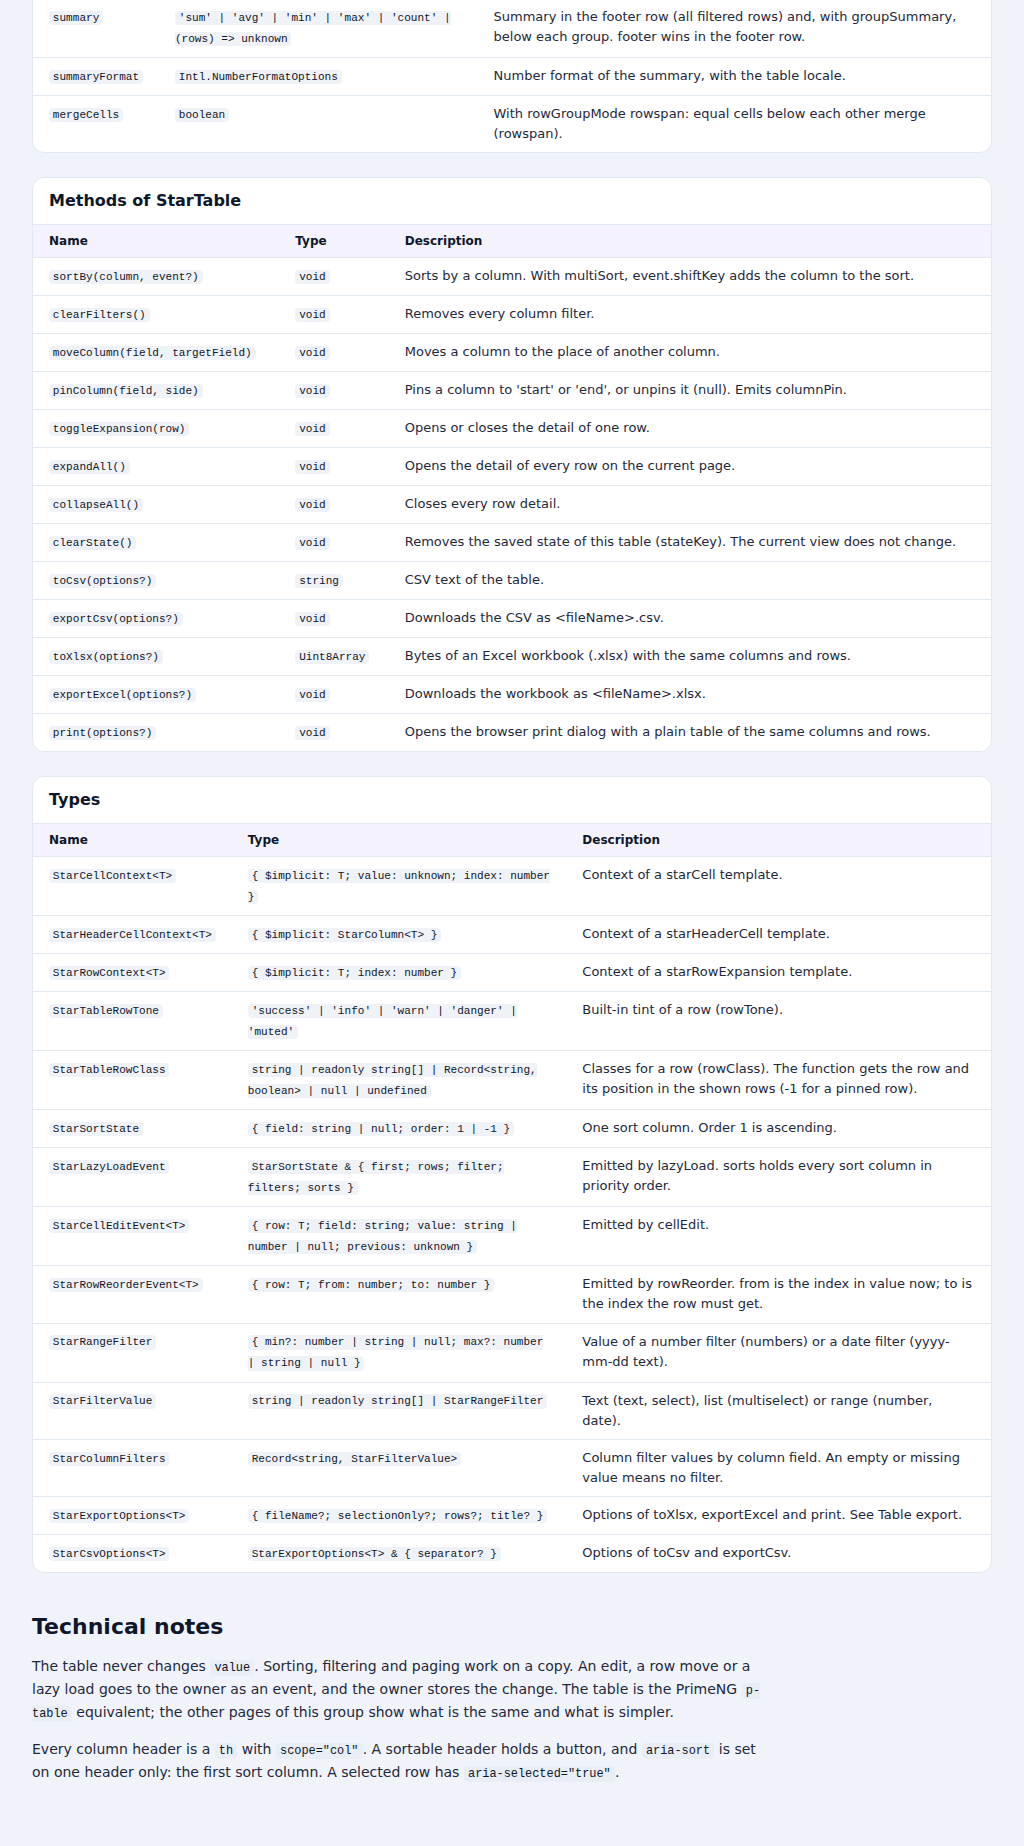 summary 'sum' | 'avg' | 'min' | 'max' | 'count' | Summary in the footer row (all filtered rows) and, with groupSummary,
(rows) => unknown below each group. footer wins in the footer row.
summaryFormat Intl.NumberFormatOptions Number format of the summary, with the table locale.
mergeCells boolean With rowGroupMode rowspan: equal cells below each other merge
(rowspan).
Methods of StarTable
Name Type Description
sortBy(column, event?) void Sorts by a column. With multiSort, event.shiftKey adds the column to the sort.
clearFilters() void Removes every column filter.
moveColumn(field, targetField) void Moves a column to the place of another column.
pinColumn(field, side) void Pins a column to 'start' or 'end', or unpins it (null). Emits columnPin.
toggleExpansion(row) void Opens or closes the detail of one row.
expandAll() void Opens the detail of every row on the current page.
collapseAll() void Closes every row detail.
clearState() void Removes the saved state of this table (stateKey). The current view does not change.
toCsv(options?) string CSV text of the table.
exportCsv(options?) void Downloads the CSV as <fileName>.csv.
toXlsx(options?) Uint8Array Bytes of an Excel workbook (.xlsx) with the same columns and rows.
exportExcel(options?) void Downloads the workbook as <fileName>.xlsx.
print(options?) void Opens the browser print dialog with a plain table of the same columns and rows.
Types
Name Type Description
StarCellContext<T> { $implicit: T; value: unknown; index: number Context of a starCell template.
}
StarHeaderCellContext<T> { $implicit: StarColumn<T> } Context of a starHeaderCell template.
StarRowContext<T> { $implicit: T; index: number } Context of a starRowExpansion template.
StarTableRowTone 'success' | 'info' | 'warn' | 'danger' | Built-in tint of a row (rowTone).
'muted'
StarTableRowClass string | readonly string[] | Record<string, Classes for a row (rowClass). The function gets the row and
boolean> | null | undefined its position in the shown rows (-1 for a pinned row).
StarSortState { field: string | null; order: 1 | -1 } One sort column. Order 1 is ascending.
StarLazyLoadEvent StarSortState & { first; rows; filter; Emitted by lazyLoad. sorts holds every sort column in
filters; sorts } priority order.
StarCellEditEvent<T> { row: T; field: string; value: string | Emitted by cellEdit.
number | null; previous: unknown }
StarRowReorderEvent<T> { row: T; from: number; to: number } Emitted by rowReorder. from is the index in value now; to is
the index the row must get.
StarRangeFilter { min?: number | string | null; max?: number Value of a number filter (numbers) or a date filter (yyyy-
| string | null } mm-dd text).
StarFilterValue string | readonly string[] | StarRangeFilter Text (text, select), list (multiselect) or range (number,
date).
StarColumnFilters Record<string, StarFilterValue> Column filter values by column field. An empty or missing
value means no filter.
StarExportOptions<T> { fileName?; selectionOnly?; rows?; title? } Options of toXlsx, exportExcel and print. See Table export.
StarCsvOptions<T> StarExportOptions<T> & { separator? } Options of toCsv and exportCsv.
Technical notes
The table never changes value. Sorting, filtering and paging work on a copy. An edit, a row move or a
lazy load goes to the owner as an event, and the owner stores the change. The table is the PrimeNG p-
table equivalent; the other pages of this group show what is the same and what is simpler.
Every column header is a th with scope="col". A sortable header holds a button, and aria-sort is set
on one header only: the first sort column. A selected row has aria-selected="true".